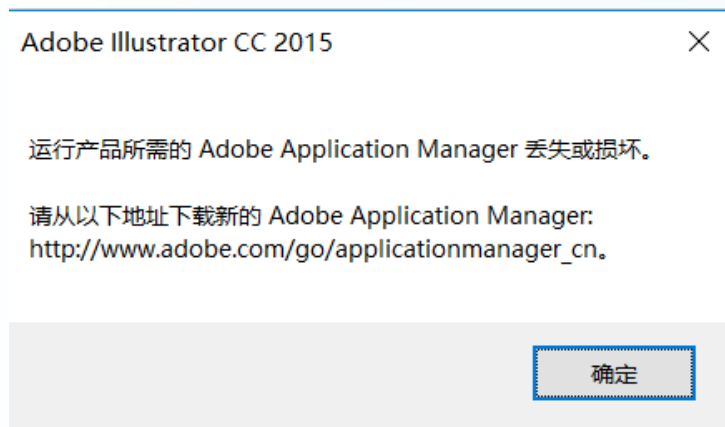 Adobe Illustrator CC 2015
运行产品所需的 Adobe Application Manager 丢失或损坏。
请从以下地址下载新的 Adobe Application Manager:
http://www.adobe.com/go/applicationmanager_cn。
确定